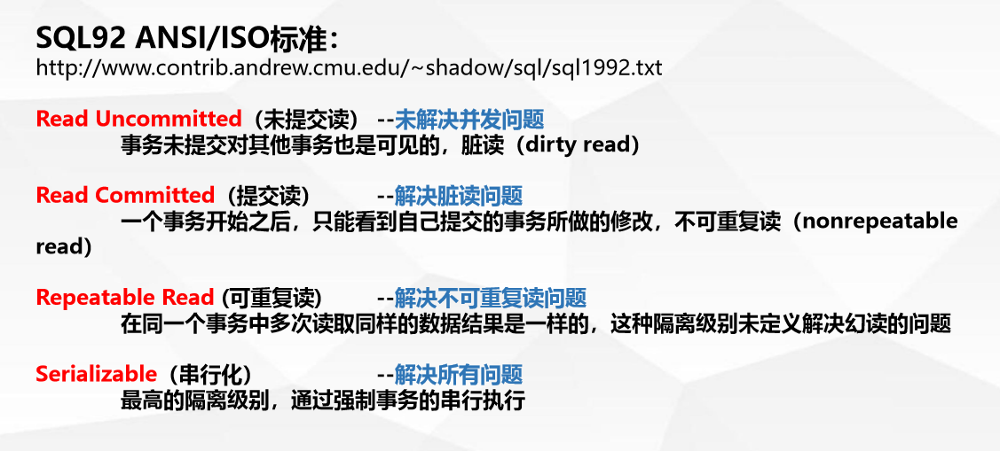 SQL92 ANSI/ISO标准：
http://www.contrib.andrew.cmu.edu/~shadow/sql/sql1992.txt
Read Uncommitted（未提交读） --未解决并发问题
事务未提交对其他事务也是可见的，脏读（dirty read）
Read Committed（提交读） --解决脏读问题
一个事务开始之后，只能看到自己提交的事务所做的修改，不可重复读（nonrepeatable
read）
Repeatable Read (可重复读) --解决不可重复读问题
在同一个事务中多次读取同样的数据结果是一样的，这种隔离级别未定义解决幻读的问题
Serializable（串行化） --解决所有问题
最高的隔离级别，通过强制事务的串行执行